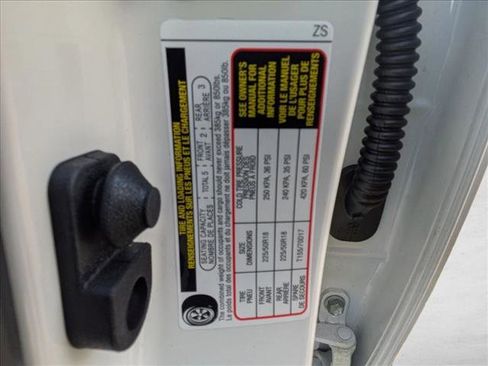 ZS
TIRE AND LOADING INFORMATION
RENSEIGNEMENTS SUR LES PNEUS ET LE CHARGEMENT
SEATING CAPACITY TOTAL 5 FRONT 2 REAR 3
NOMBRE DE PLACES AVANT ARRIÈRE
The combined weight of occupants and cargo should never exceed 385kg or 850lbs.
Le poids total des occupants et du chargement ne doit jamais dépasser 385kg ou 850lb.
TIRE SIZE COLD TIRE PRESSURE
PNEU DIMENSIONS PRESSION DES PNEUS À FROID
FRONT 225/50R18 250 KPA, 36 PSI
AVANT
REAR 225/50R18 240 KPA, 35 PSI
ARRIÈRE
SPARE T155/70D17 420 KPA, 60 PSI
DE SECOURS
SEE OWNER'S
MANUAL FOR
ADDITIONAL
INFORMATION
VOIR LE MANUEL
DE L'USAGER
POUR PLUS DE
RENSEIGNEMENTS